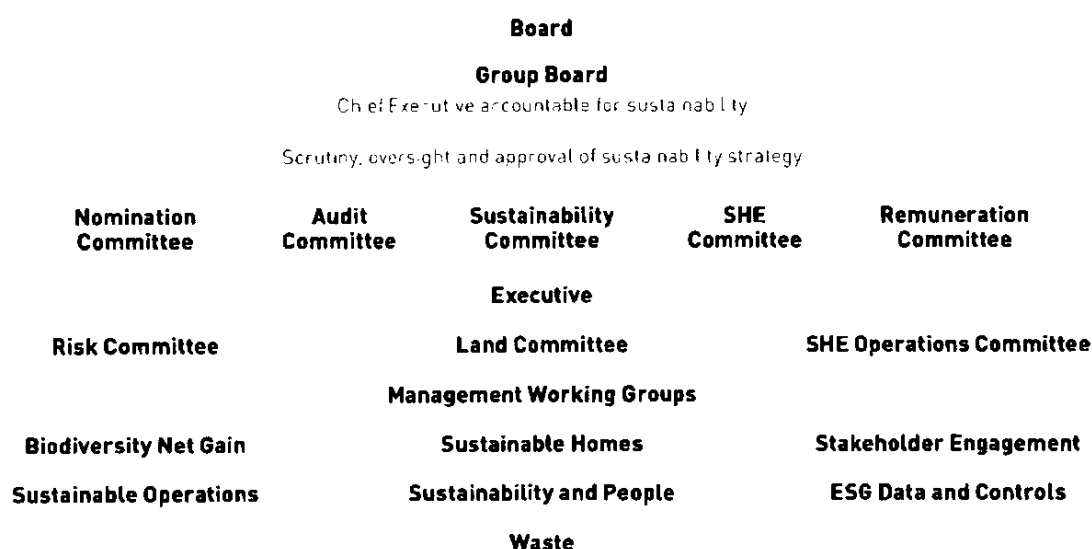 Board
Group Board
Chief Executive accountable for sustainability
Scrutiny, oversight and approval of sustainability strategy
Nomination Committee
Audit Committee
Sustainability Committee
SHE Committee
Remuneration Committee
Executive
Risk Committee
Land Committee
SHE Operations Committee
Management Working Groups
Biodiversity Net Gain
Sustainable Homes
Stakeholder Engagement
Sustainable Operations
Sustainability and People
ESG Data and Controls
Waste